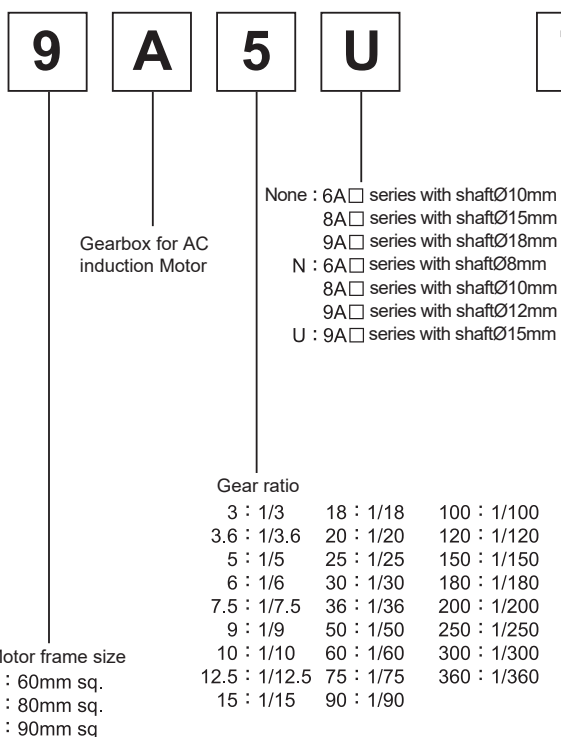 9 A 5 U
None : 6A□ series with shaftØ10mm
8A□ series with shaftØ15mm
9A□ series with shaftØ18mm
N : 6A□ series with shaftØ8mm
8A□ series with shaftØ10mm
9A□ series with shaftØ12mm
U : 9A□ series with shaftØ15mm
Gearbox for AC
induction Motor
Gear ratio
3 : 1/3 18 : 1/18 100 : 1/100
3.6 : 1/3.6 20 : 1/20 120 : 1/120
5 : 1/5 25 : 1/25 150 : 1/150
6 : 1/6 30 : 1/30 180 : 1/180
7.5 : 1/7.5 36 : 1/36 200 : 1/200
9 : 1/9 50 : 1/50 250 : 1/250
10 : 1/10 60 : 1/60 300 : 1/300
12.5 : 1/12.5 75 : 1/75 360 : 1/360
15 : 1/15 90 : 1/90
frame size
: 60mm sq.
: 80mm sq.
: 90mm sq